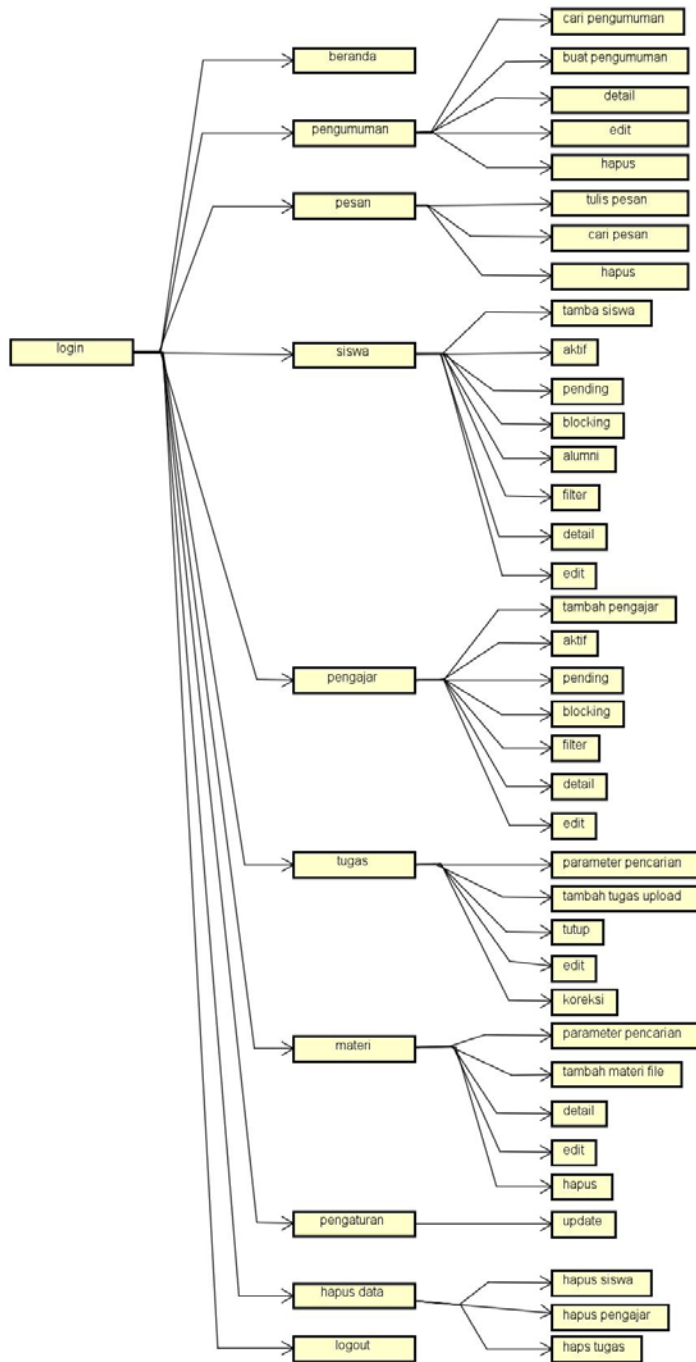 login
beranda
pengumuman
cari pengumuman
buat pengumuman
detail
edit
hapus
pesan
tulis pesan
cari pesan
hapus
siswa
tamba siswa
aktif
pending
blocking
alumni
filter
detail
edit
pengajar
tambah pengajar
aktif
pending
blocking
filter
detail
edit
tugas
parameter pencarian
tambah tugas upload
tutup
edit
koreksi
materi
parameter pencarian
tambah materi file
detail
edit
hapus
pengaturan
update
hapus data
hapus siswa
hapus pengajar
haps tugas
logout